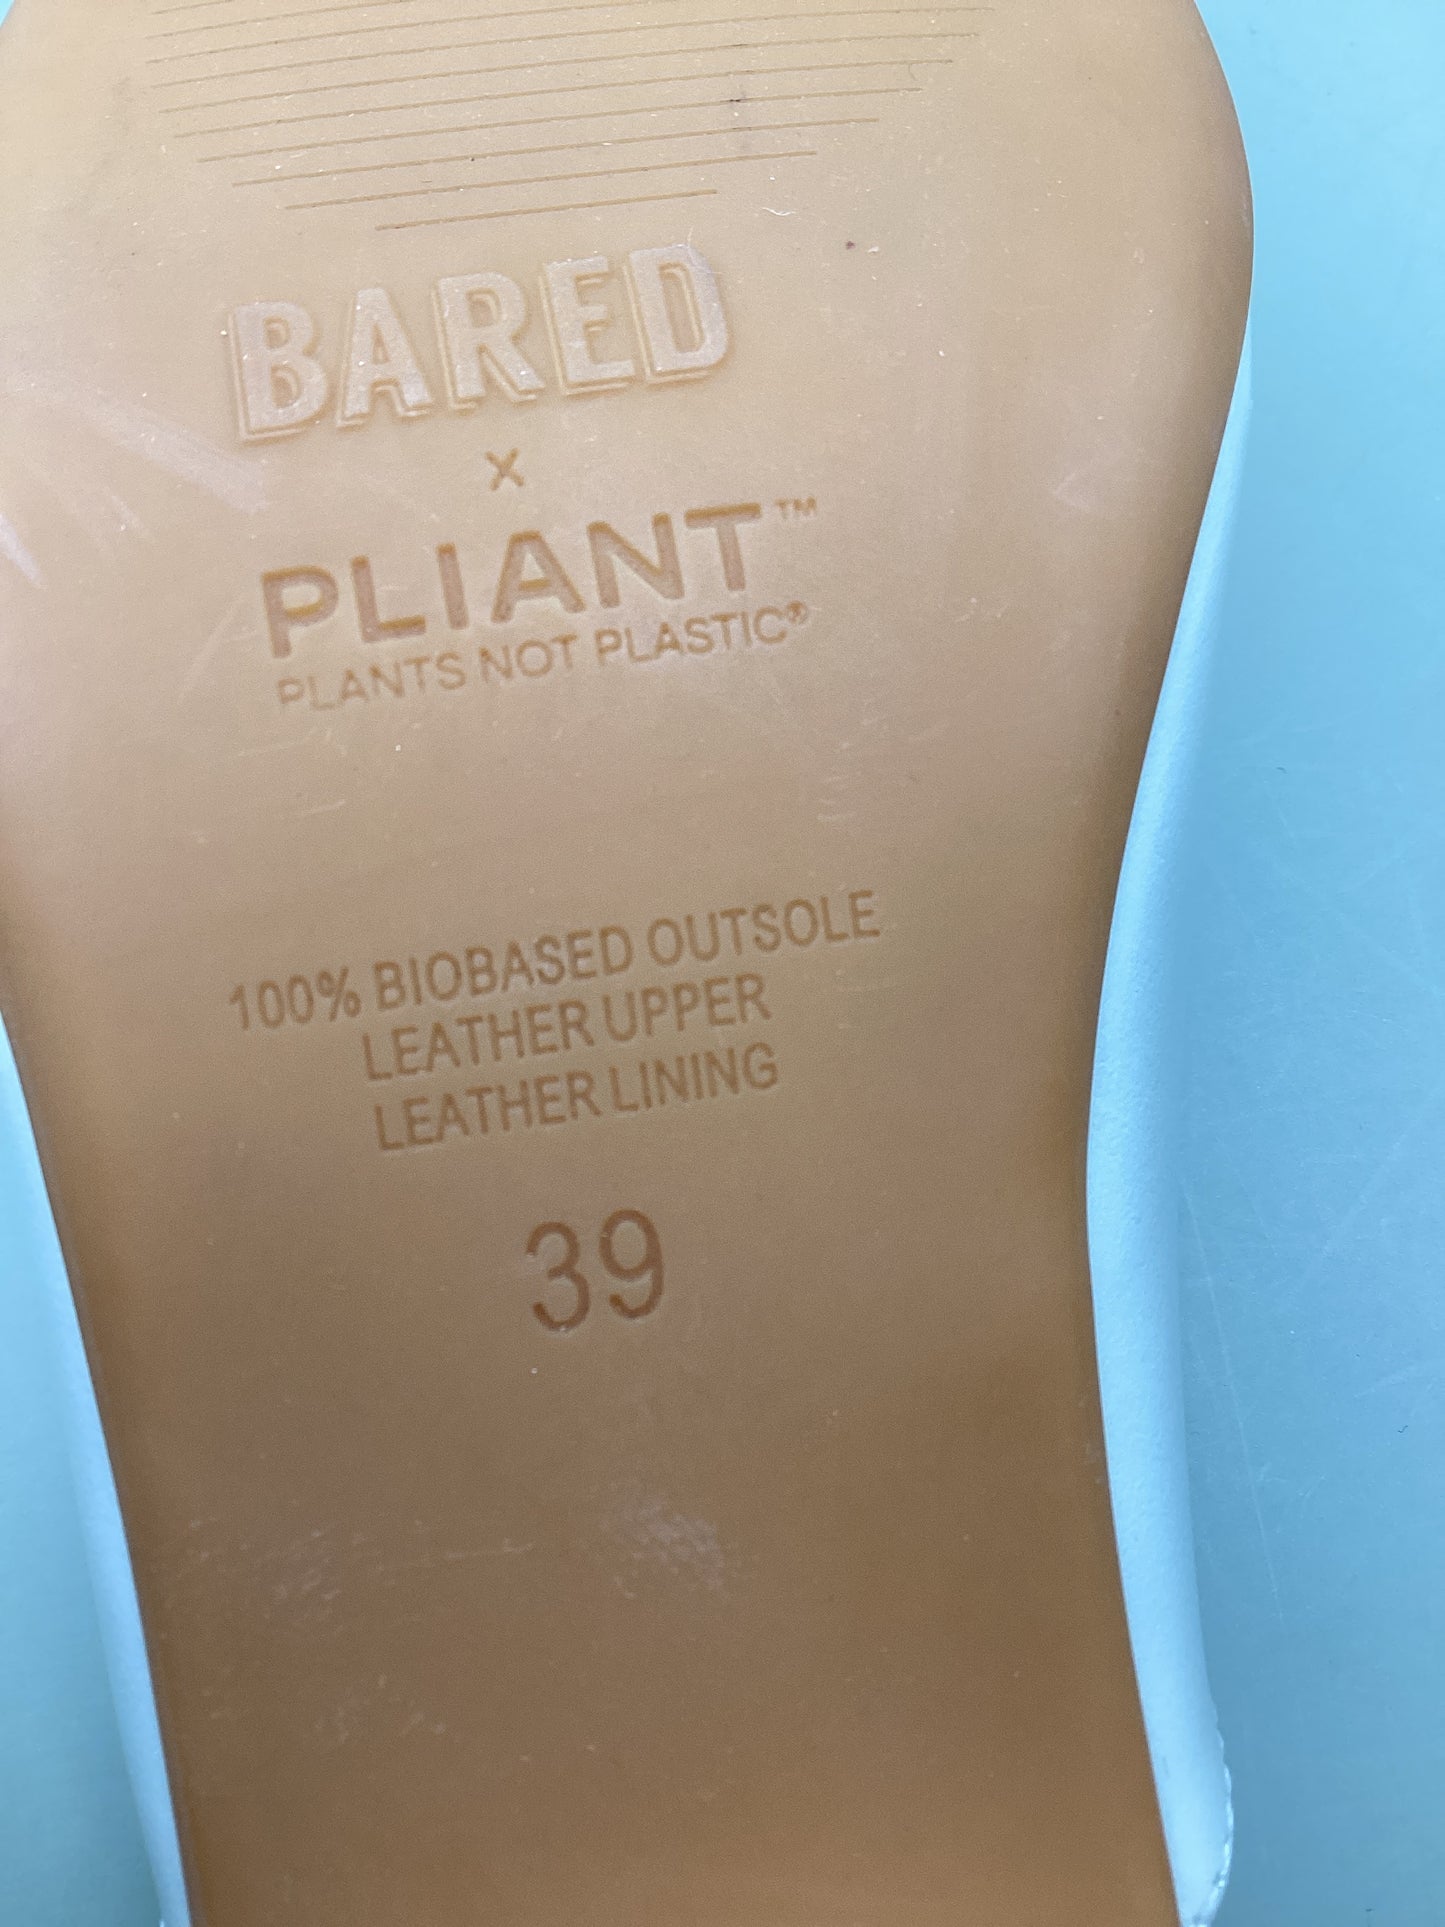 BARED
x
PLIANT™
PLANTS NOT PLASTIC®
100% BIOBASED OUTSOLE
LEATHER UPPER
LEATHER LINING
39